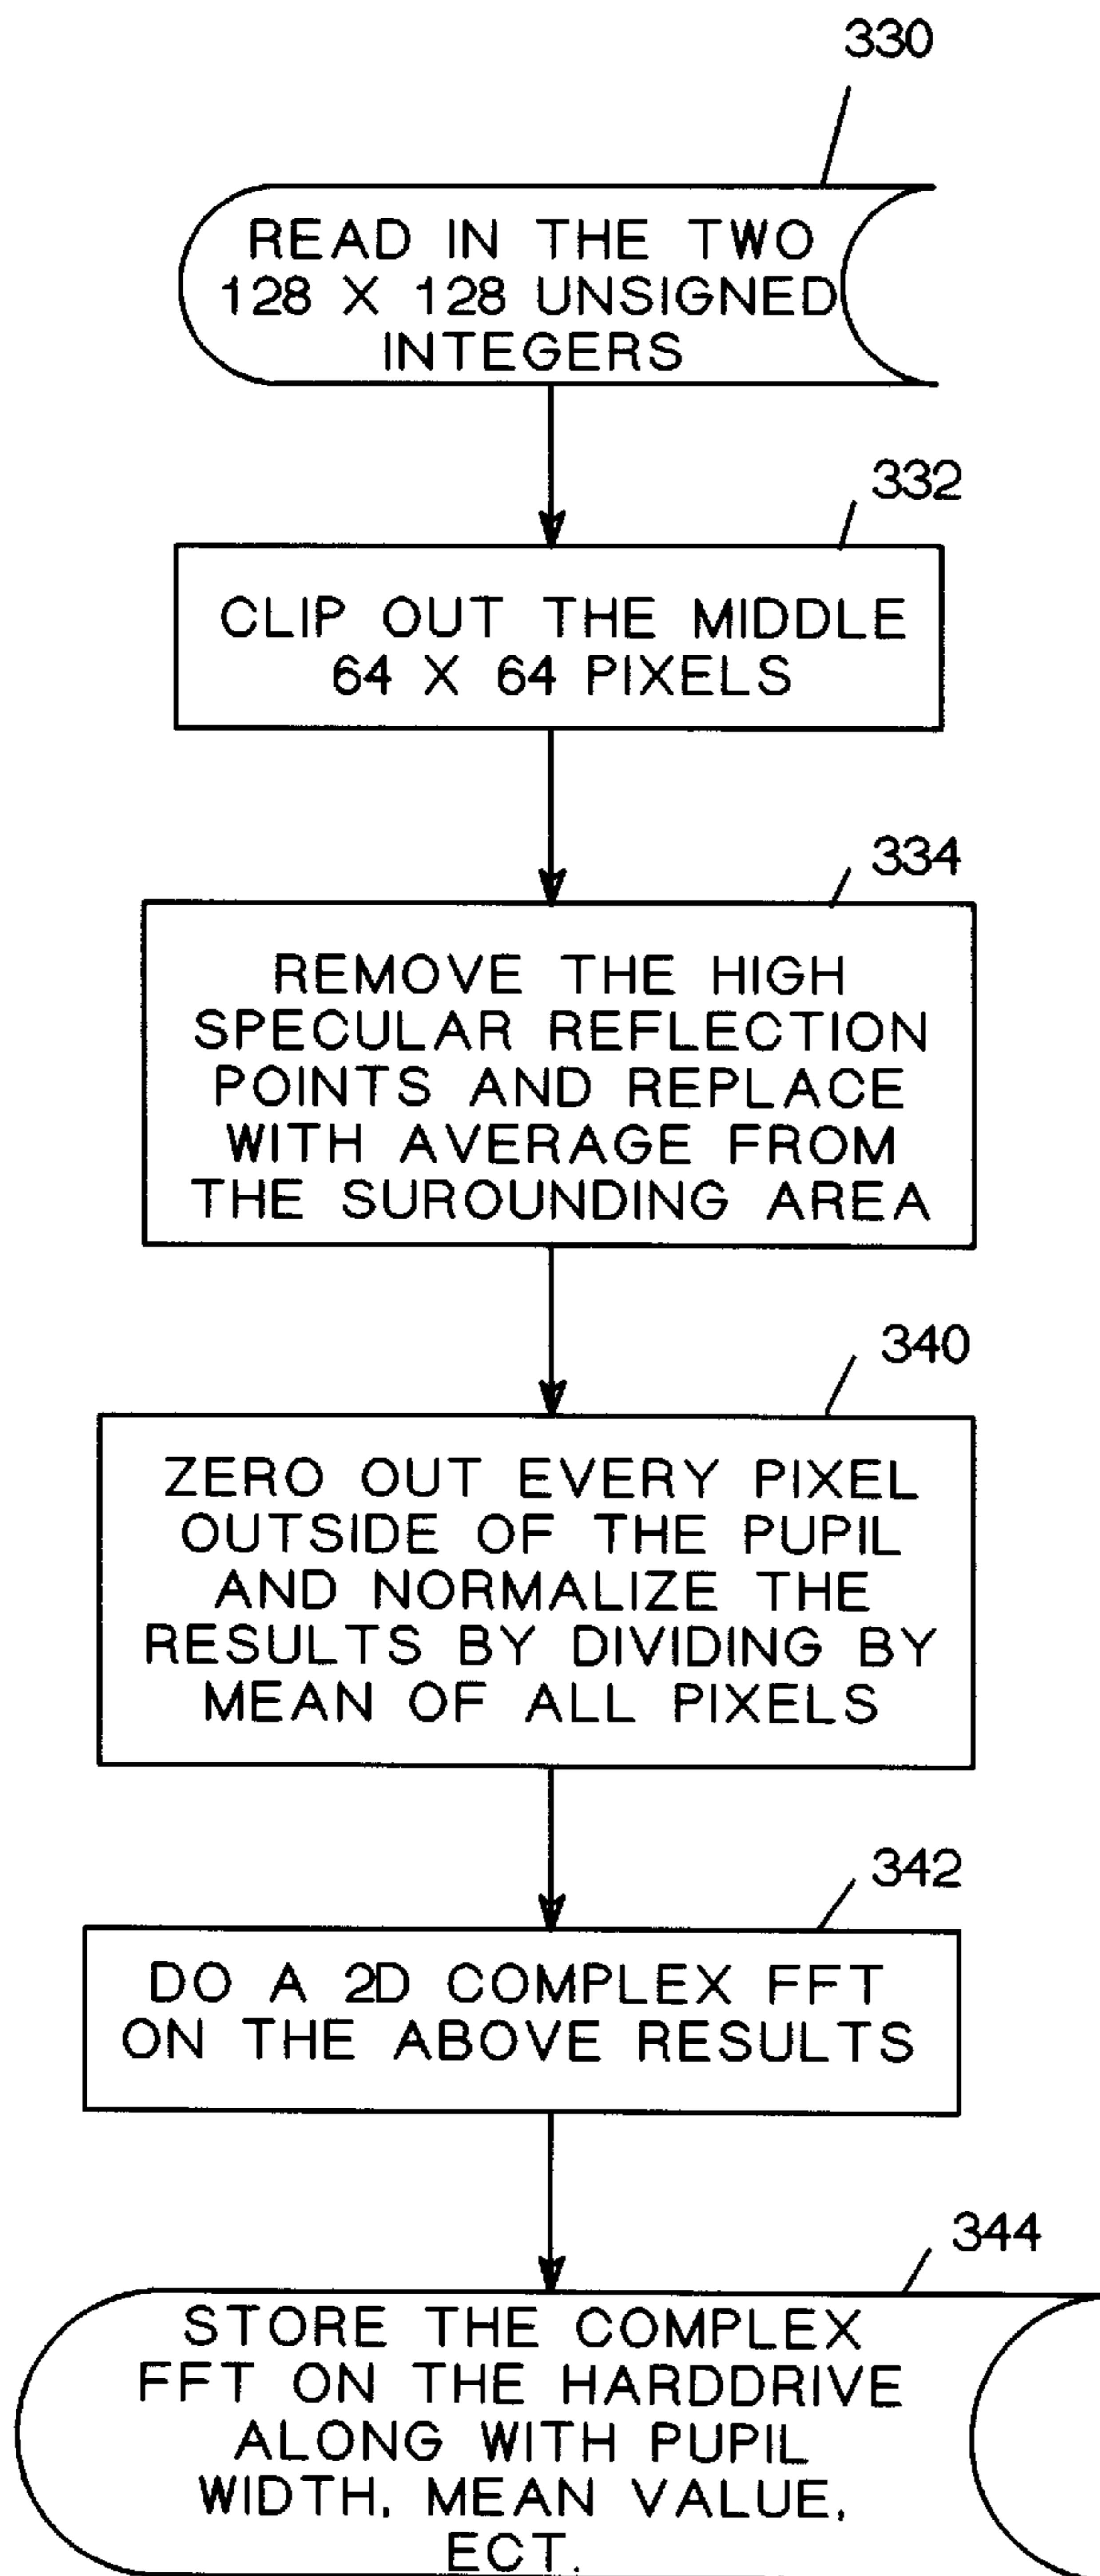 330
READ IN THE TWO
128 X 128 UNSIGNED
INTEGERS
332
CLIP OUT THE MIDDLE
64 X 64 PIXELS
334
REMOVE THE HIGH
SPECULAR REFLECTION
POINTS AND REPLACE
WITH AVERAGE FROM
THE SUROUNDING AREA
340
ZERO OUT EVERY PIXEL
OUTSIDE OF THE PUPIL
AND NORMALIZE THE
RESULTS BY DIVIDING BY
MEAN OF ALL PIXELS
342
DO A 2D COMPLEX FFT
ON THE ABOVE RESULTS
344
STORE THE COMPLEX
FFT ON THE HARDDRIVE
ALONG WITH PUPIL
WIDTH, MEAN VALUE,
ECT.